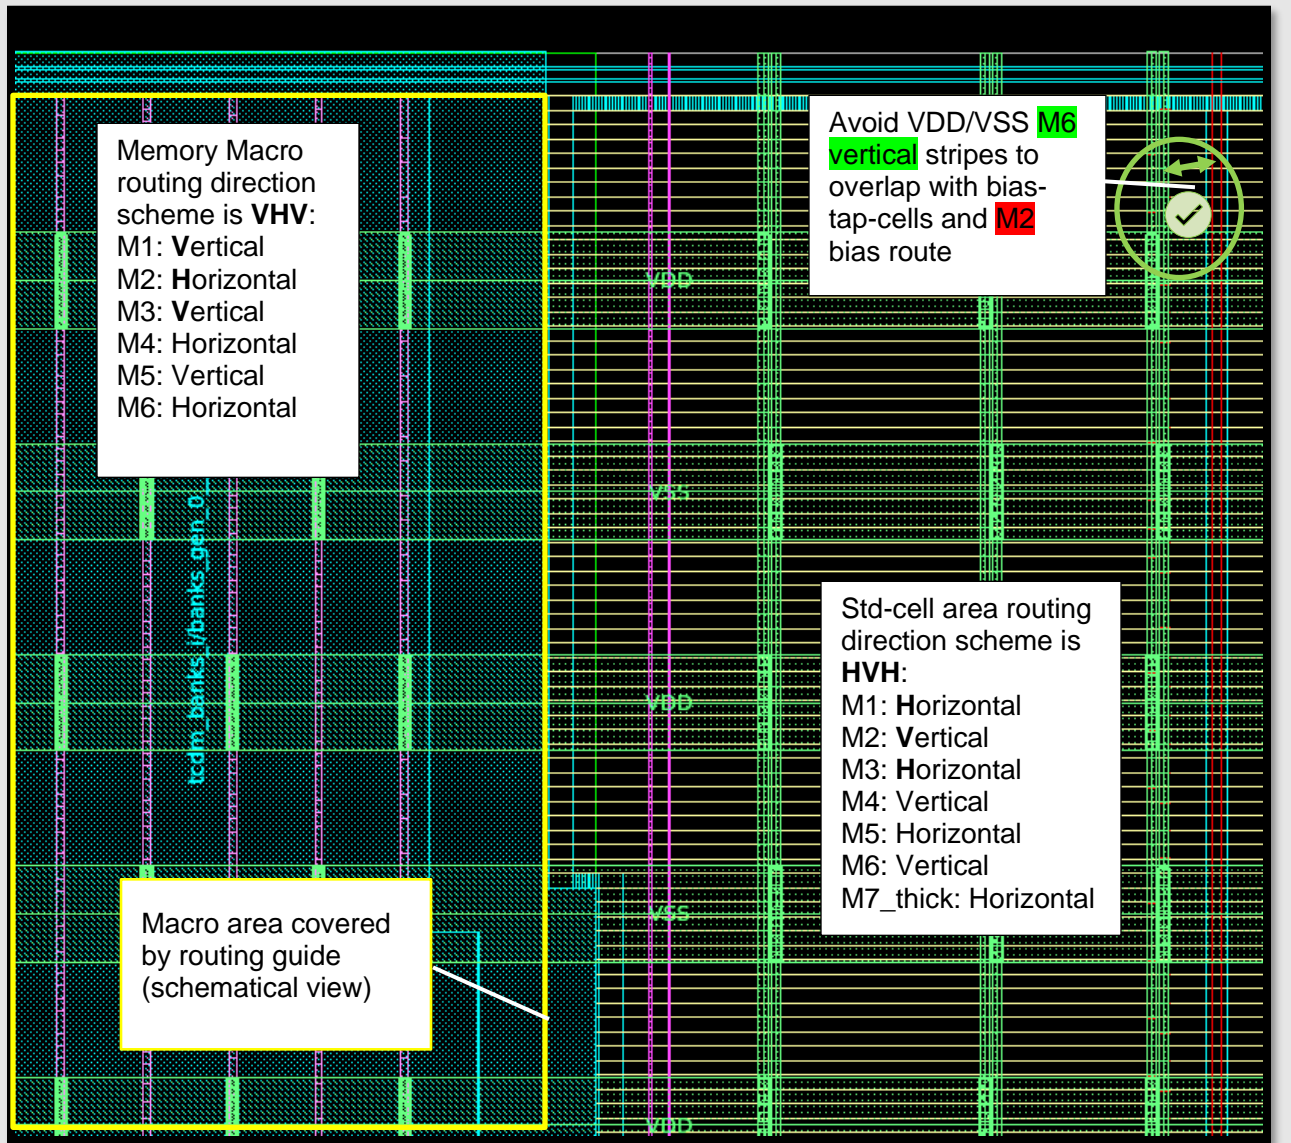 Memory Macro
routing direction
scheme is VHV:
M1: Vertical
M2: Horizontal
M3: Vertical
M4: Horizontal
M5: Vertical
M6: Horizontal
Avoid VDD/VSS M6
vertical stripes to
overlap with bias-
tap-cells and M2
bias route
VDD
VSS
tcdm_banks_i/banks_gen_0_
Std-cell area routing
direction scheme is
HVH:
M1: Horizontal
M2: Vertical
M3: Horizontal
M4: Vertical
M5: Horizontal
M6: Vertical
M7_thick: Horizontal
VDD
Macro area covered
by routing guide
(schematical view)
VSS
VDD